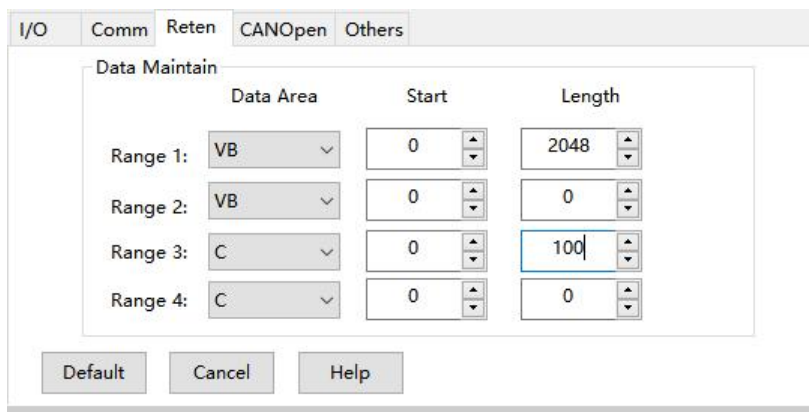 I/O Comm Reten CANOpen Others
Data Maintain
Data Area Start Length
Range 1: VB 0 2048
Range 2: VB 0 0
Range 3: C 0 100
Range 4: C 0 0
Default Cancel Help